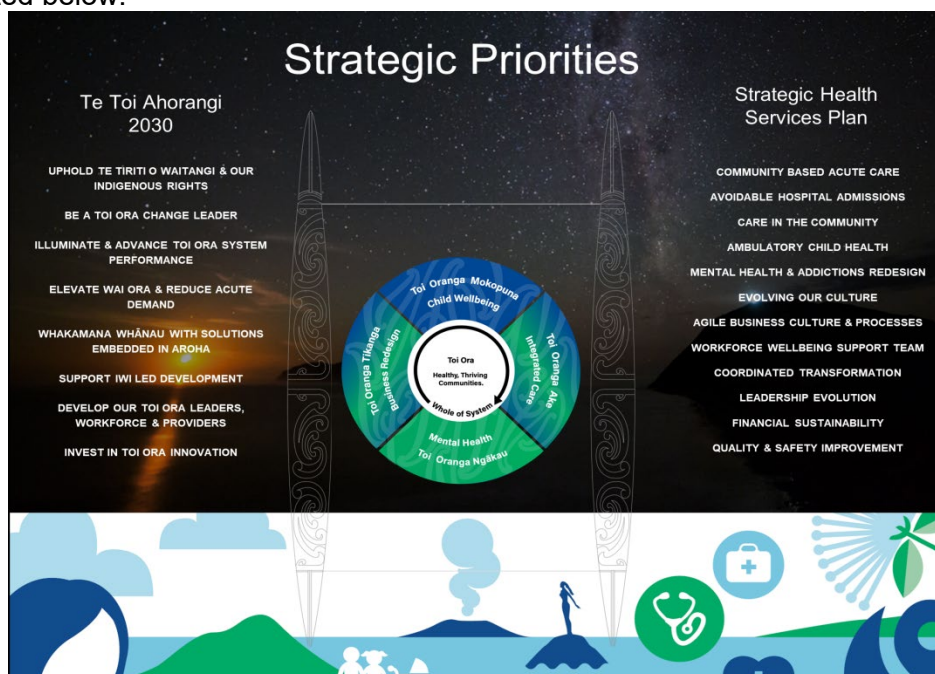 below.
Strategic Priorities
Te Toi Ahorangi
2030
UPHOLD TE TIRITI O WAITANGI & OUR
INDIGENOUS RIGHTS
BE A TOI ORA CHANGE LEADER
ILLUMINATE & ADVANCE TOI ORA SYSTEM
PERFORMANCE
ELEVATE WAI ORA & REDUCE ACUTE
DEMAND
WHAKAMANA WHĀNAU WITH SOLUTIONS
EMBEDDED IN AROHA
SUPPORT IWI LED DEVELOPMENT
DEVELOP OUR TOI ORA LEADERS,
WORKFORCE & PROVIDERS
INVEST IN TOI ORA INNOVATION
Toi Oranga Mokopuna
Child Wellbeing
Toi Oranga Tikanga
Business Redesign
Toi Ora
Healthy, Thriving
Communities.
Whole of System
Toi Oranga Ake
Integrated Care
Mental Health
Toi Oranga Ngākau
Strategic Health
Services Plan
COMMUNITY BASED ACUTE CARE
AVOIDABLE HOSPITAL ADMISSIONS
CARE IN THE COMMUNITY
AMBULATORY CHILD HEALTH
MENTAL HEALTH & ADDICTIONS REDESIGN
EVOLVING OUR CULTURE
AGILE BUSINESS CULTURE & PROCESSES
WORKFORCE WELLBEING SUPPORT TEAM
COORDINATED TRANSFORMATION
LEADERSHIP EVOLUTION
FINANCIAL SUSTAINABILITY
QUALITY & SAFETY IMPROVEMENT